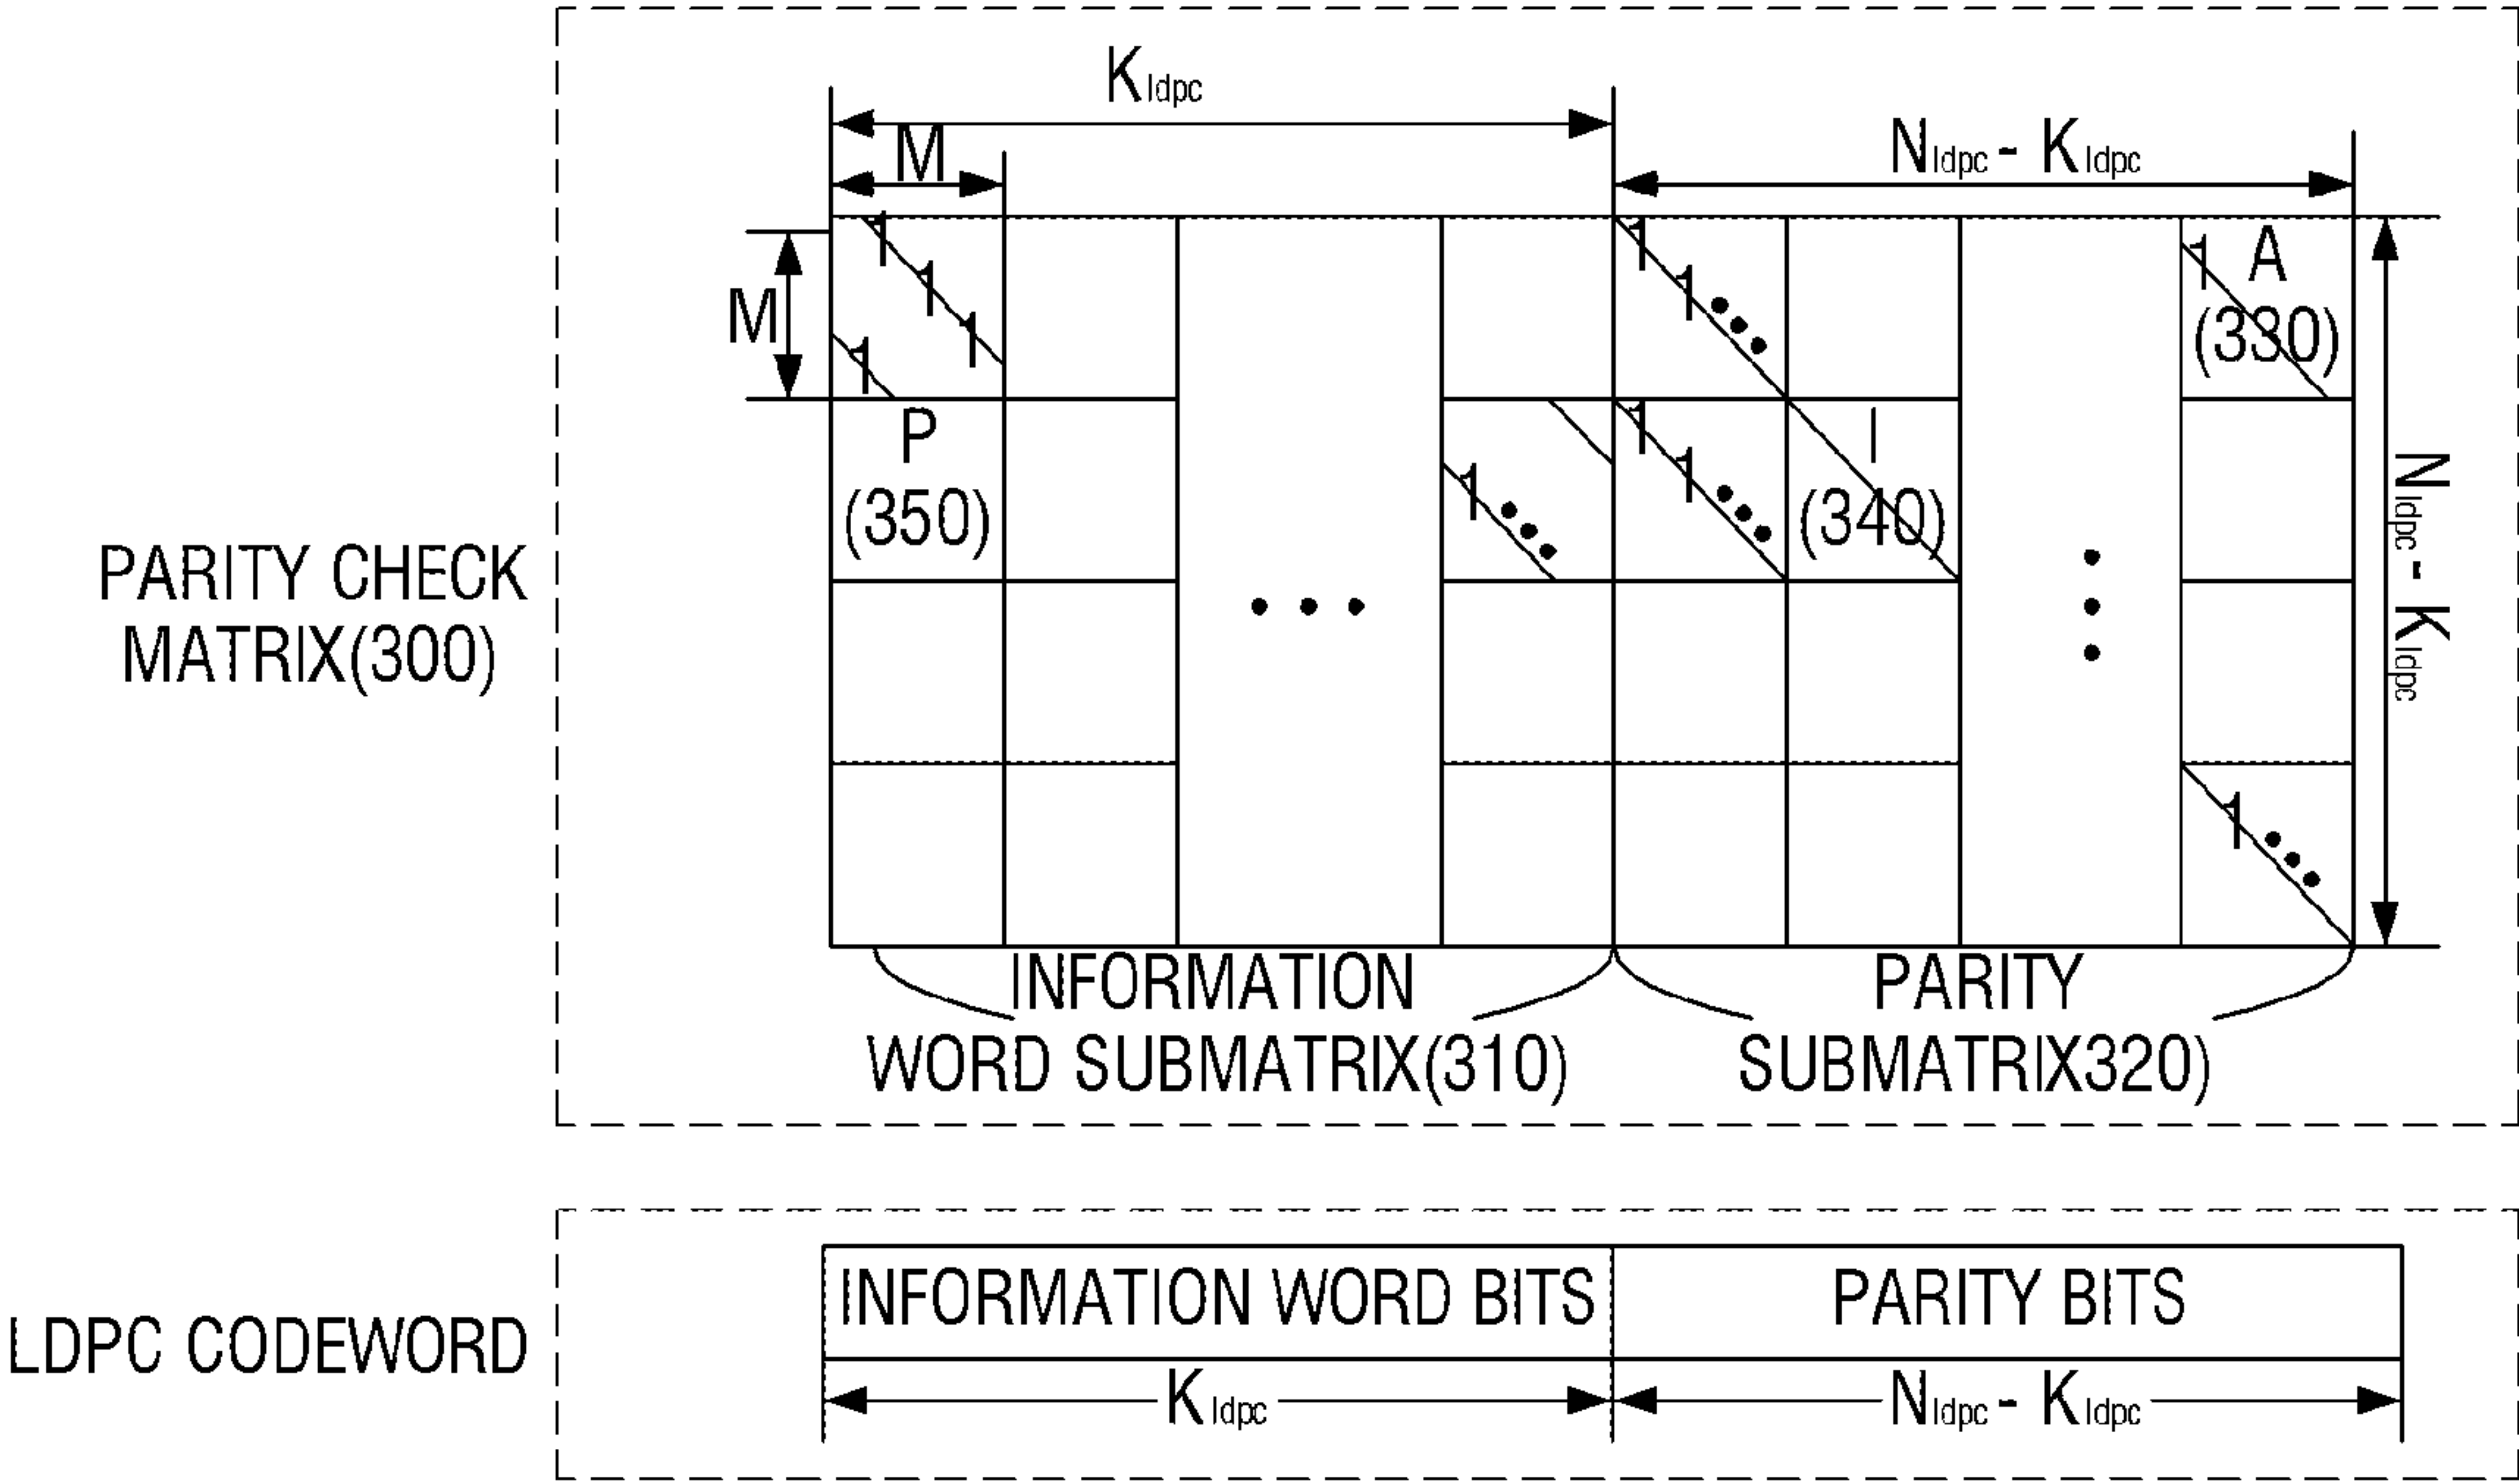 Kldpc
M
Nldpc - Kldpc
1
1
1
1
M
1
1
1
A
(330)
P
(350)
1
1
1
I
(340)
Nldpc - Kldpc
PARITY CHECK
MATRIX(300)
1
INFORMATION
WORD SUBMATRIX(310)
PARITY
SUBMATRIX320)
LDPC CODEWORD
INFORMATION WORD BITS
PARITY BITS
Kldpc
Nldpc - Kldpc